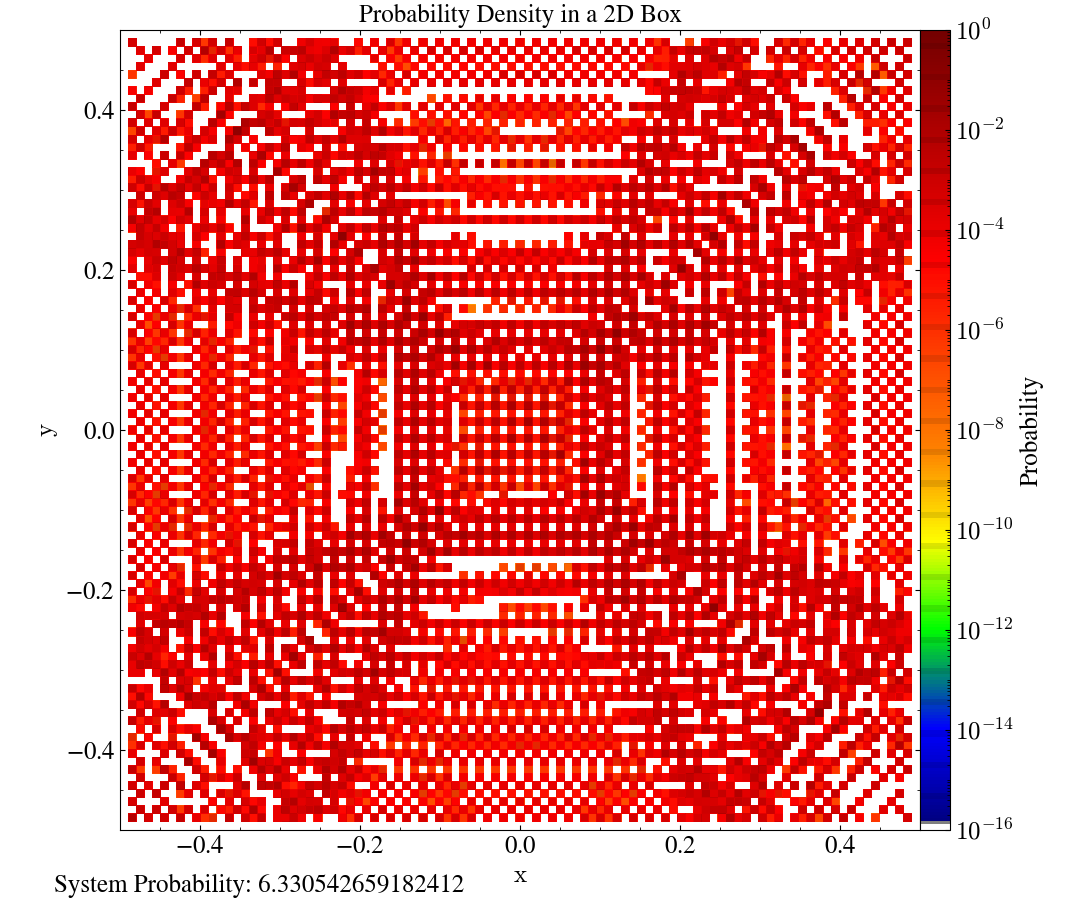 Probability Density in a 2D Box
10^0
10^-2
10^-4
10^-6
10^-8
10^-10
10^-12
10^-14
10^-16
Probability
y
0.4
0.2
0.0
−0.2
−0.4
−0.4 −0.2 0.0 0.2 0.4
x
System Probability: 6.330542659182412